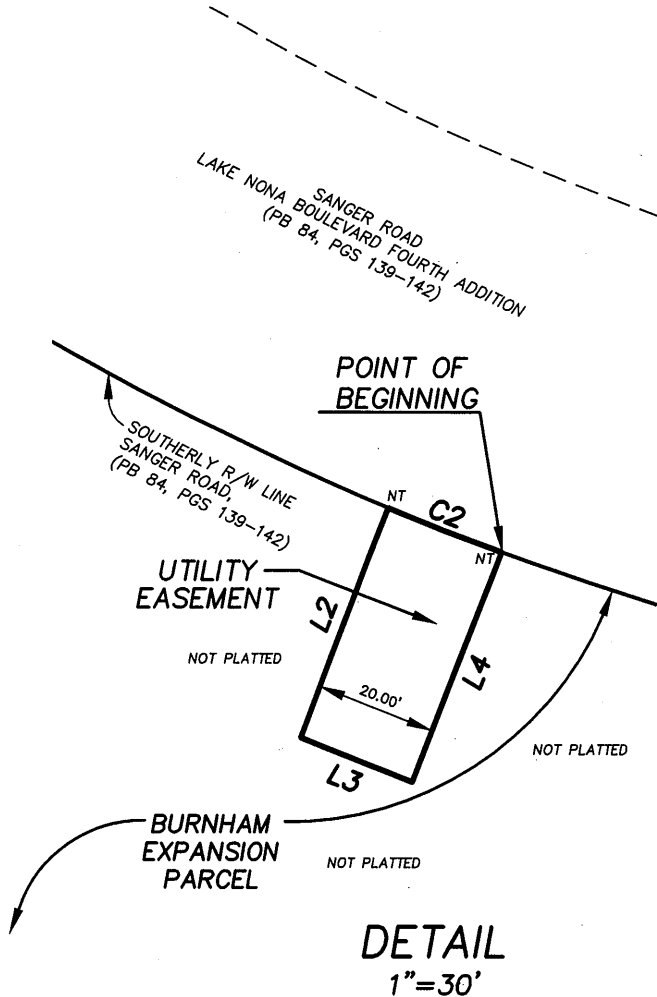 SANGER ROAD
LAKE NONA BOULEVARD FOURTH ADDITION
(PB 84, PGS 139-142)
POINT OF
BEGINNING
SOUTHERLY R/W LINE
SANGER ROAD,
(PB 84, PGS 139-142)
NT
C2
NT
UTILITY
EASEMENT
L2
L4
NOT PLATTED
20.00'
NOT PLATTED
L3
BURNHAM
EXPANSION
PARCEL
NOT PLATTED
DETAIL
1"=30'